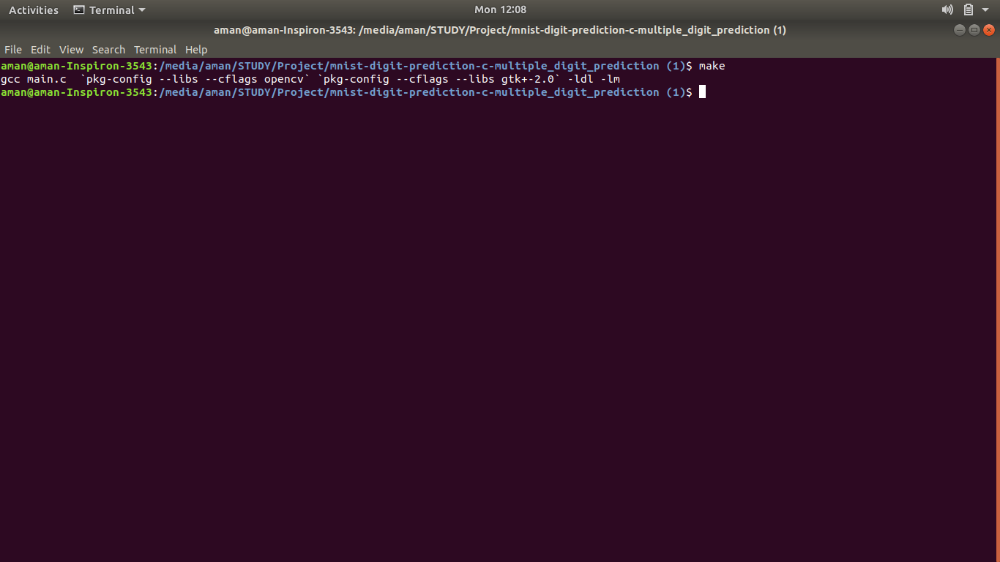 Activities Terminal Mon 12:08
aman@aman-Inspiron-3543: /media/aman/STUDY/Project/mnist-digit-prediction-c-multiple_digit_prediction (1)
File Edit View Search Terminal Help
aman@aman-Inspiron-3543:/media/aman/STUDY/Project/mnist-digit-prediction-c-multiple_digit_prediction (1)$ make
gcc main.c  `pkg-config --libs --cflags opencv` `pkg-config --cflags --libs gtk+-2.0` -ldl -lm
aman@aman-Inspiron-3543:/media/aman/STUDY/Project/mnist-digit-prediction-c-multiple_digit_prediction (1)$